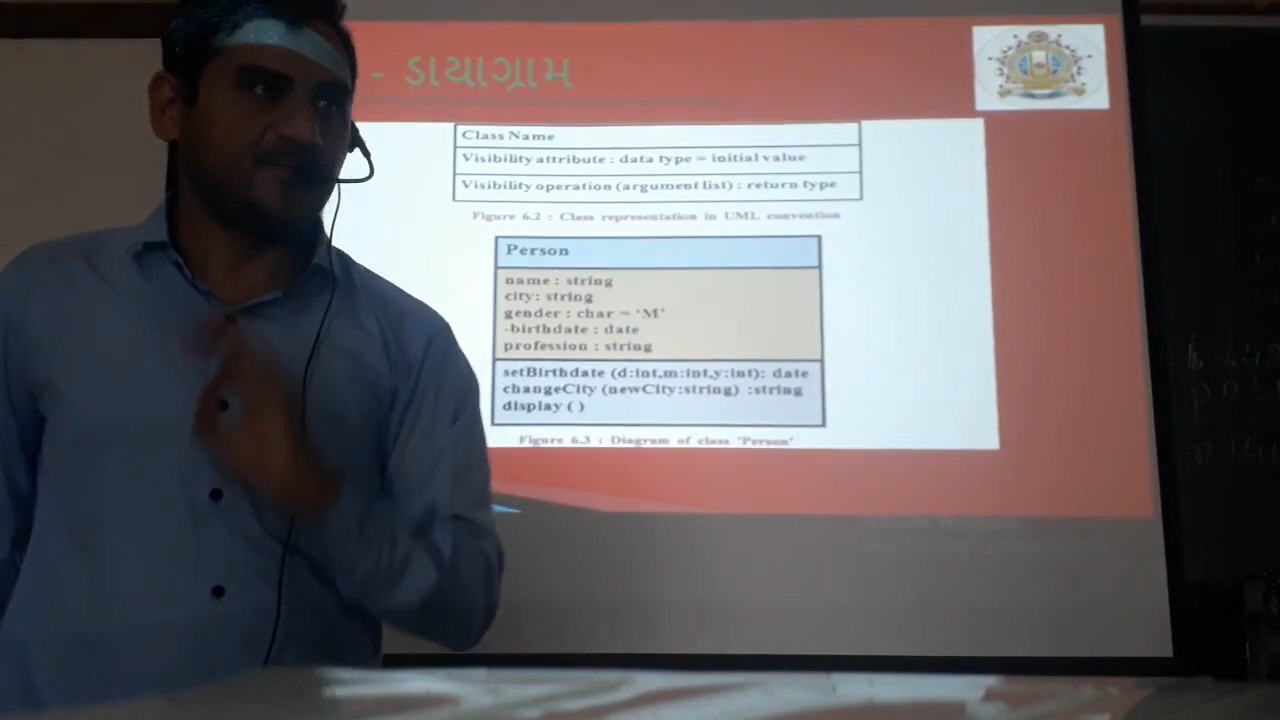 - ડાયાગ્રામ
Class Name
Visibility attribute : data type = initial value
Visibility operation (argument list) : return type
Figure 6.2 : Class representation in UML convention
Person
name : string
city: string
gender : char = ‘M’
-birthdate : date
profession : string
setBirthdate (d:int,m:int,y:int): date
changeCity (newCity:string) :string
display ( )
Figure 6.3 : Diagram of class ‘Person’